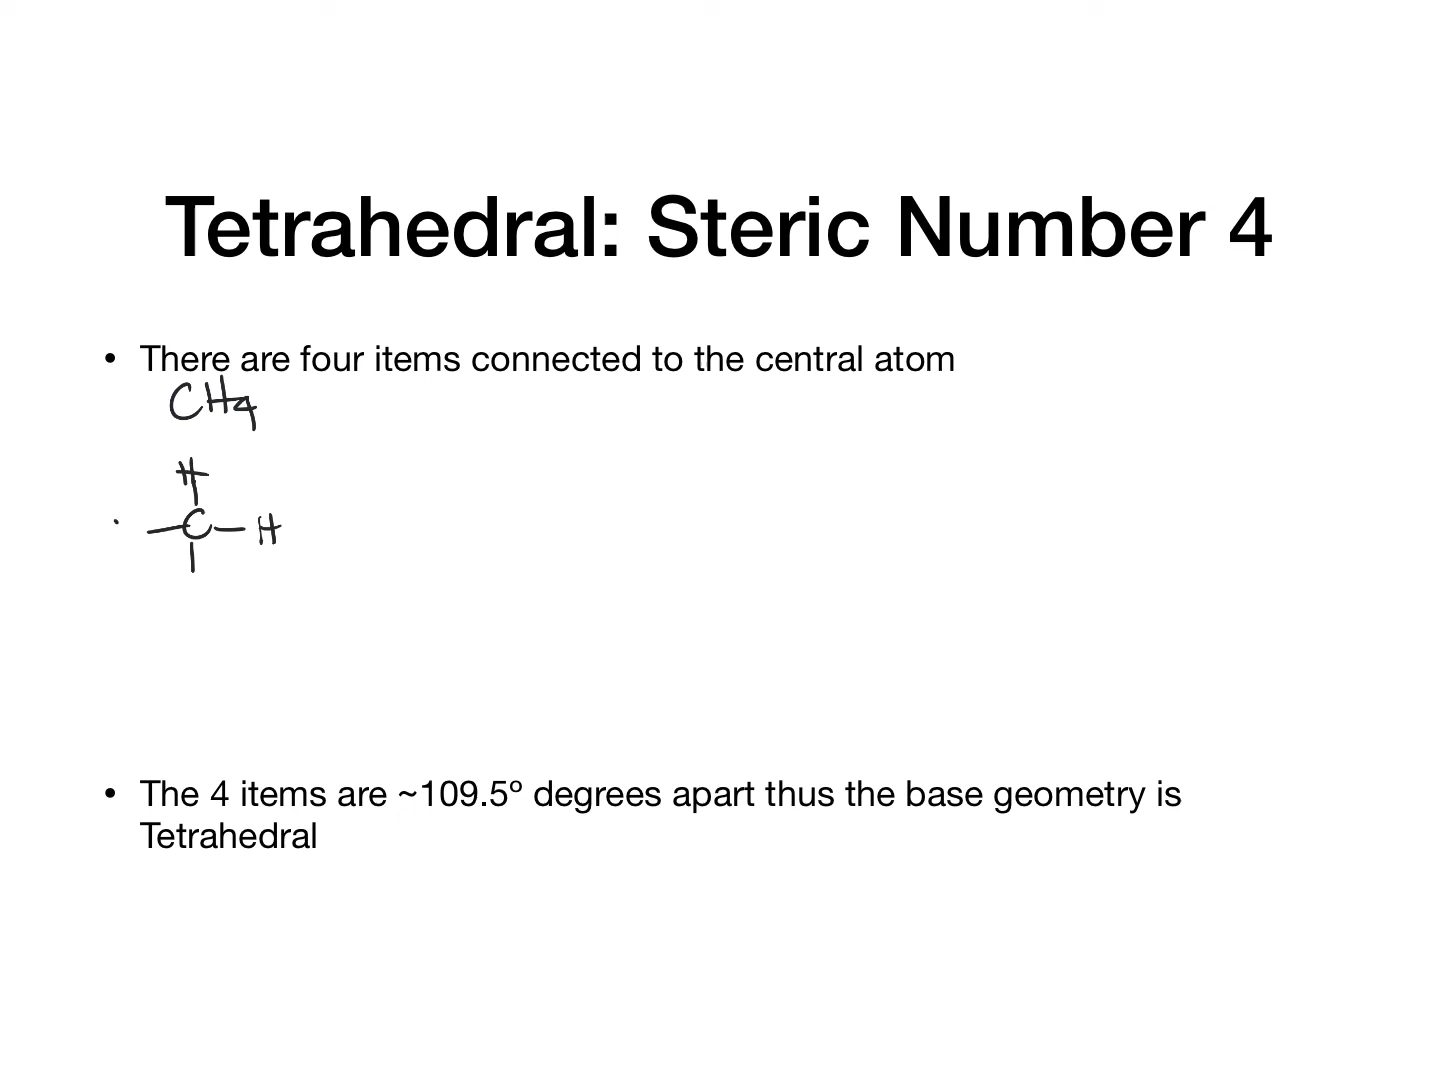 Tetrahedral: Steric Number 4
• There are four items connected to the central atom
CH4
H
C H
• The 4 items are ~109.5º degrees apart thus the base geometry is
Tetrahedral